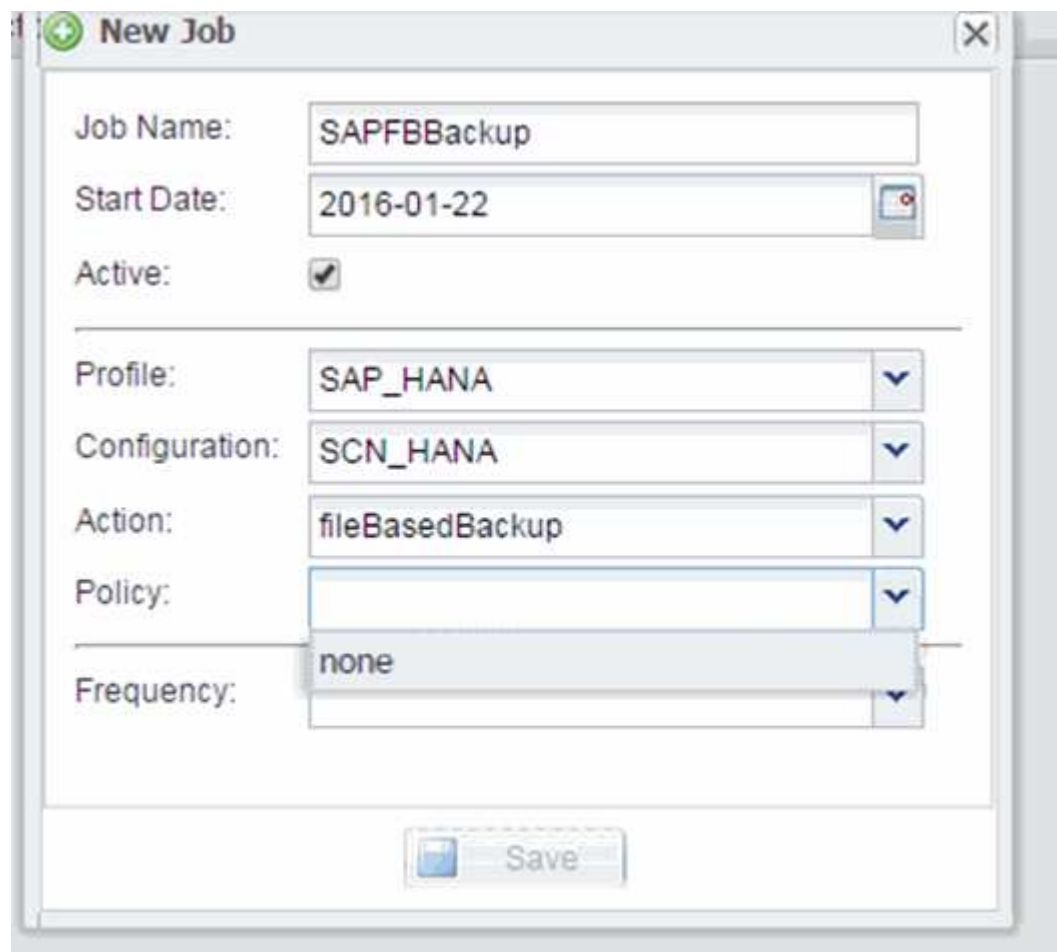 New Job
Job Name: SAPFBBackup
Start Date: 2016-01-22
Active:
Profile: SAP_HANA
Configuration: SCN_HANA
Action: fileBasedBackup
Policy:
none
Frequency:
Save